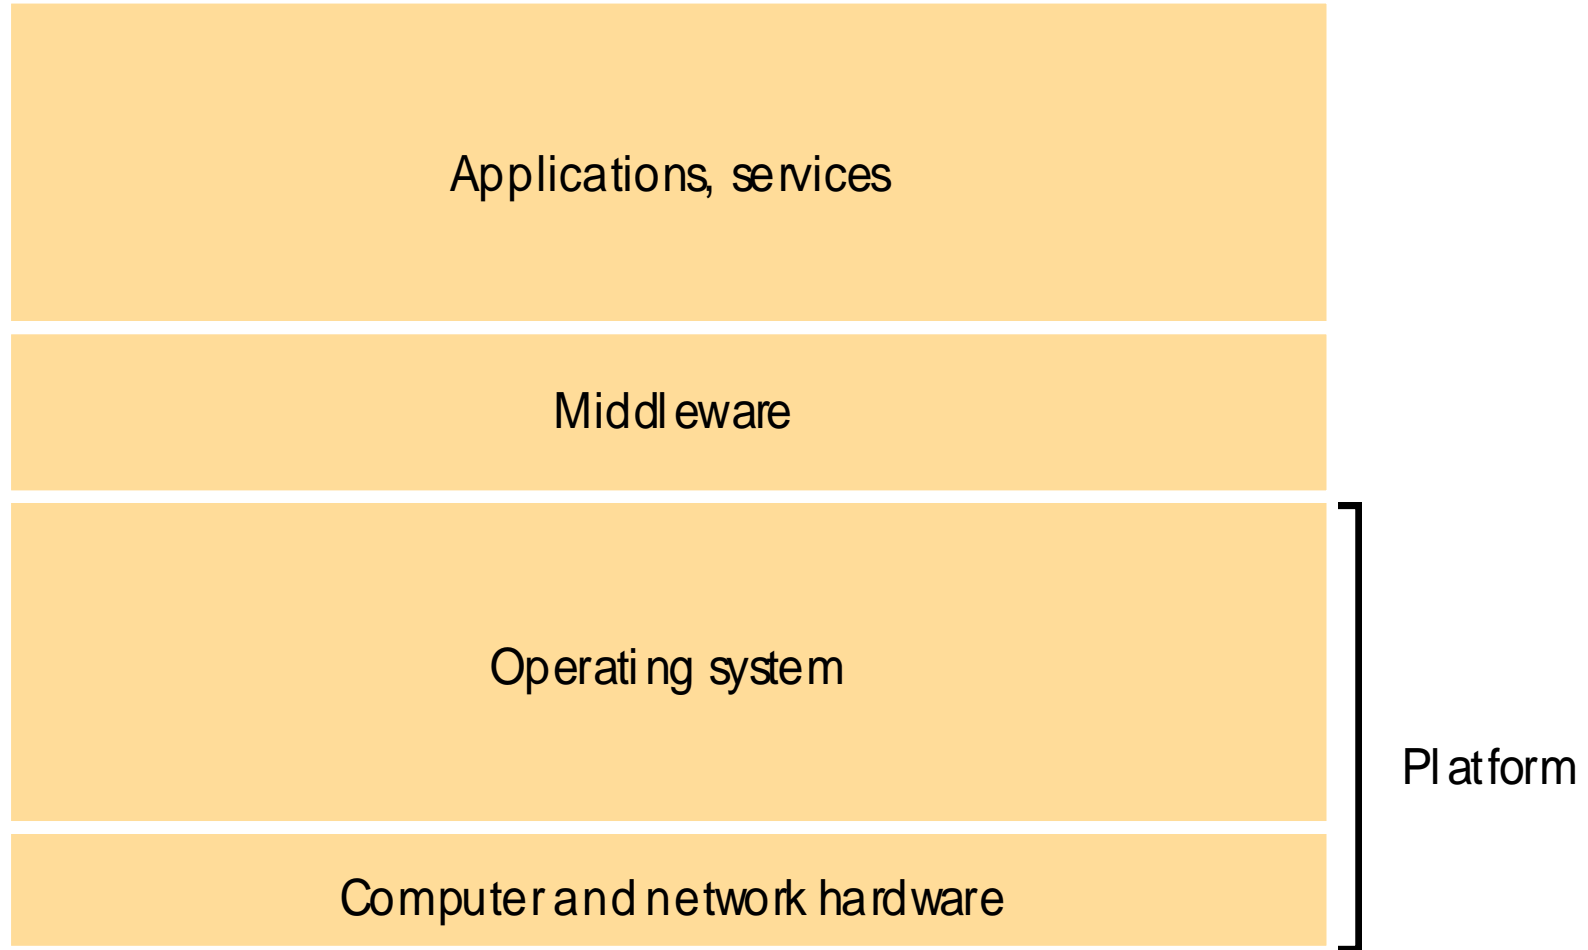 Applications, services
Middleware
Operating system
Platform
Computer and network hardware